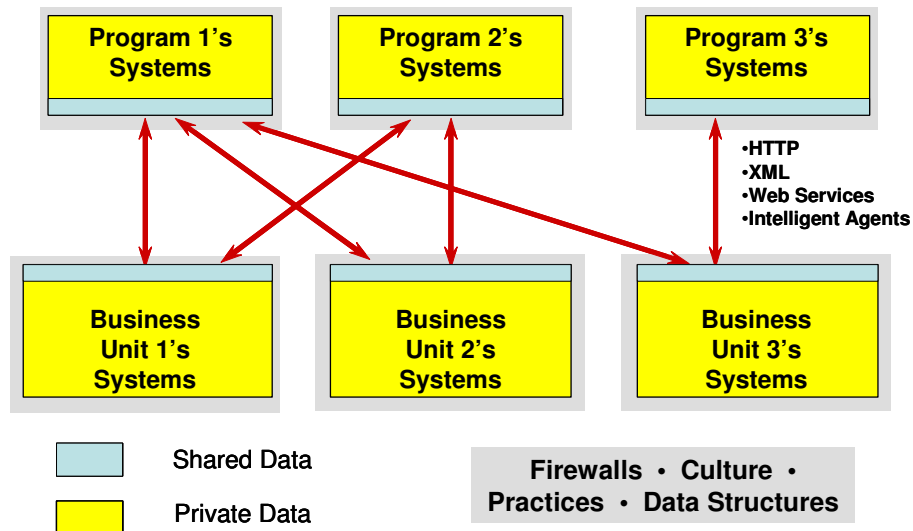 Program 1's
Systems
Program 2's
Systems
Program 3's
Systems
•HTTP
•XML
•Web Services
•Intelligent Agents
Business
Unit 1's
Systems
Business
Unit 2's
Systems
Business
Unit 3's
Systems
Shared Data
Private Data
Firewalls • Culture •
Practices • Data Structures